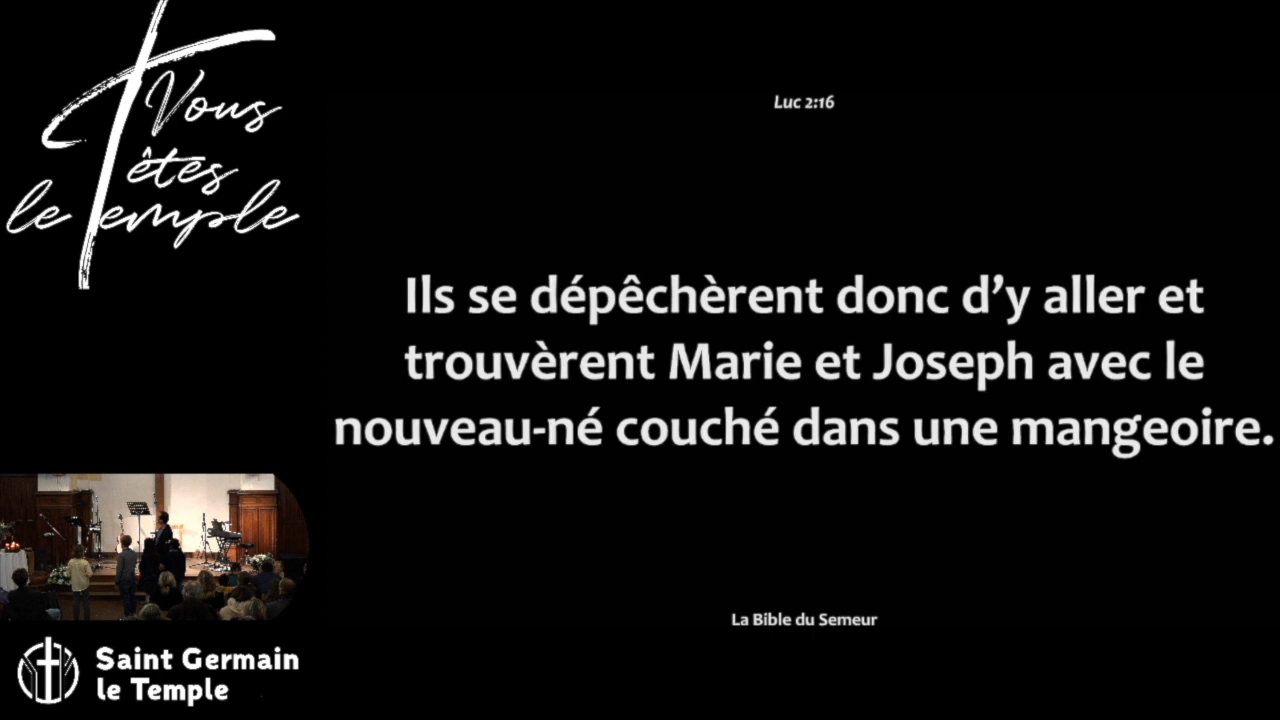 Vous
êtes
le Temple
Luc 2:16
Ils se dépêchèrent donc d’y aller et
trouvèrent Marie et Joseph avec le
nouveau-né couché dans une mangeoire.
La Bible du Semeur
Saint Germain
le Temple